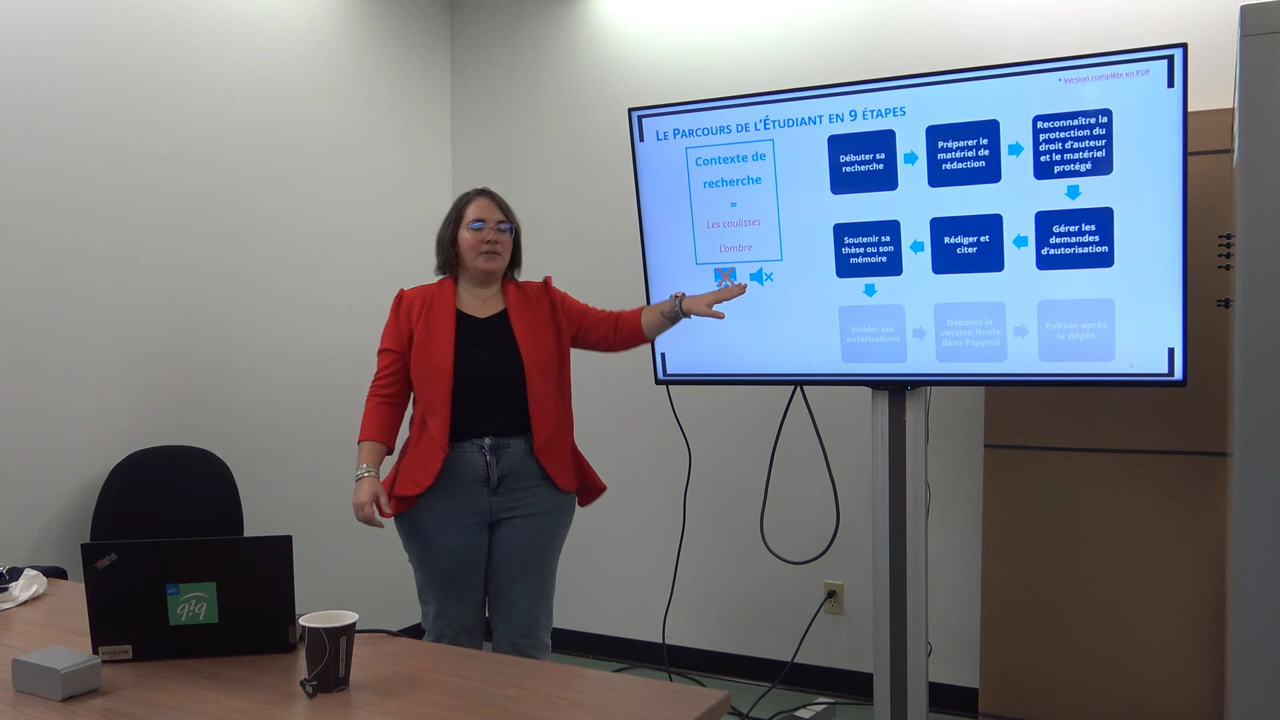 * Version complète en PDF
LE PARCOURS DE L'ÉTUDIANT EN 9 ÉTAPES
Contexte de
recherche
=
Les coulisses
L'ombre
Débuter sa
recherche
Préparer le
matériel de
rédaction
Reconnaître la
protection du
droit d'auteur
et le matériel
protégé
Gérer les
demandes
d'autorisation
Rédiger et
citer
Soutenir sa
thèse ou son
mémoire
Valider ses
autorisations
Déposer la
version finale
dans Papyrus
Publier après
le dépôt
ThinkPad
bib